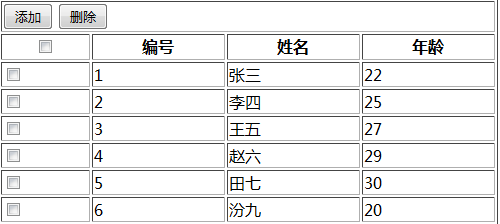 添加 删除
编号 姓名 年龄
1 张三 22
2 李四 25
3 王五 27
4 赵六 29
5 田七 30
6 汾九 20